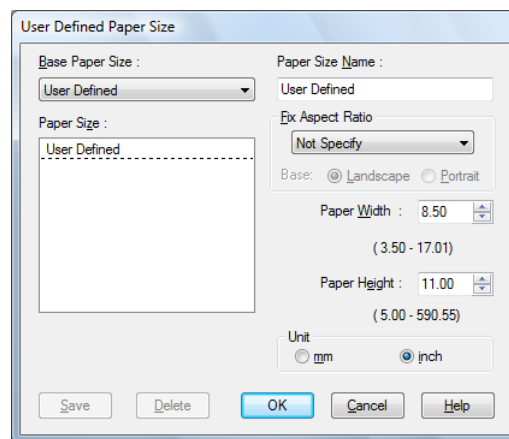 User Defined Paper Size
Base Paper Size :
User Defined
Paper Size :
User Defined
Paper Size Name :
User Defined
Fix Aspect Ratio
Not Specify
Base: Landscape Portrait
Paper Width : 8.50
( 3.50 - 17.01)
Paper Height : 11.00
( 5.00 - 590.55)
Unit
mm inch
Save Delete OK Cancel Help